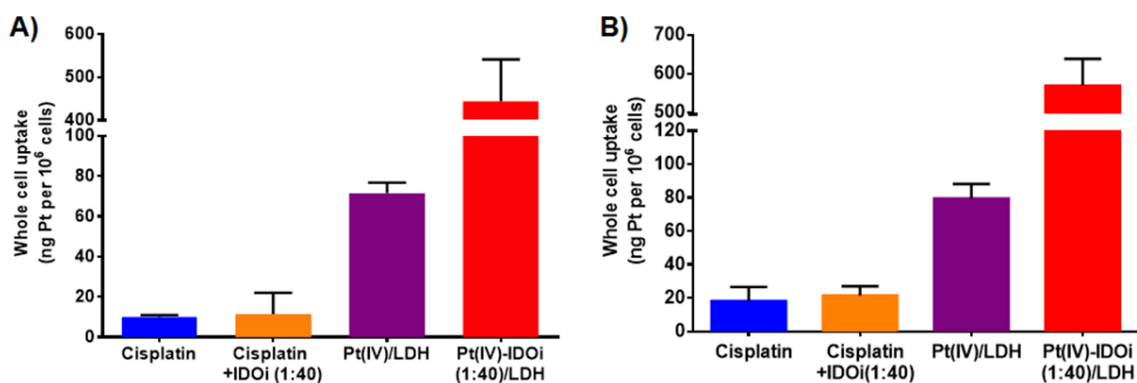 A)
Whole cell uptake
(ng Pt per 10⁶ cells)
600
500
400
100
80
60
40
20
0
Cisplatin
Cisplatin
+IDOi (1:40)
Pt(IV)/LDH
Pt(IV)-IDOi
(1:40)/LDH
B)
Whole cell uptake
(ng Pt per 10⁶ cells)
700
600
500
120
100
80
60
40
20
0
Cisplatin
Cisplatin
+IDOi(1:40)
Pt(IV)/LDH
Pt(IV)-IDOi
(1:40)/LDH